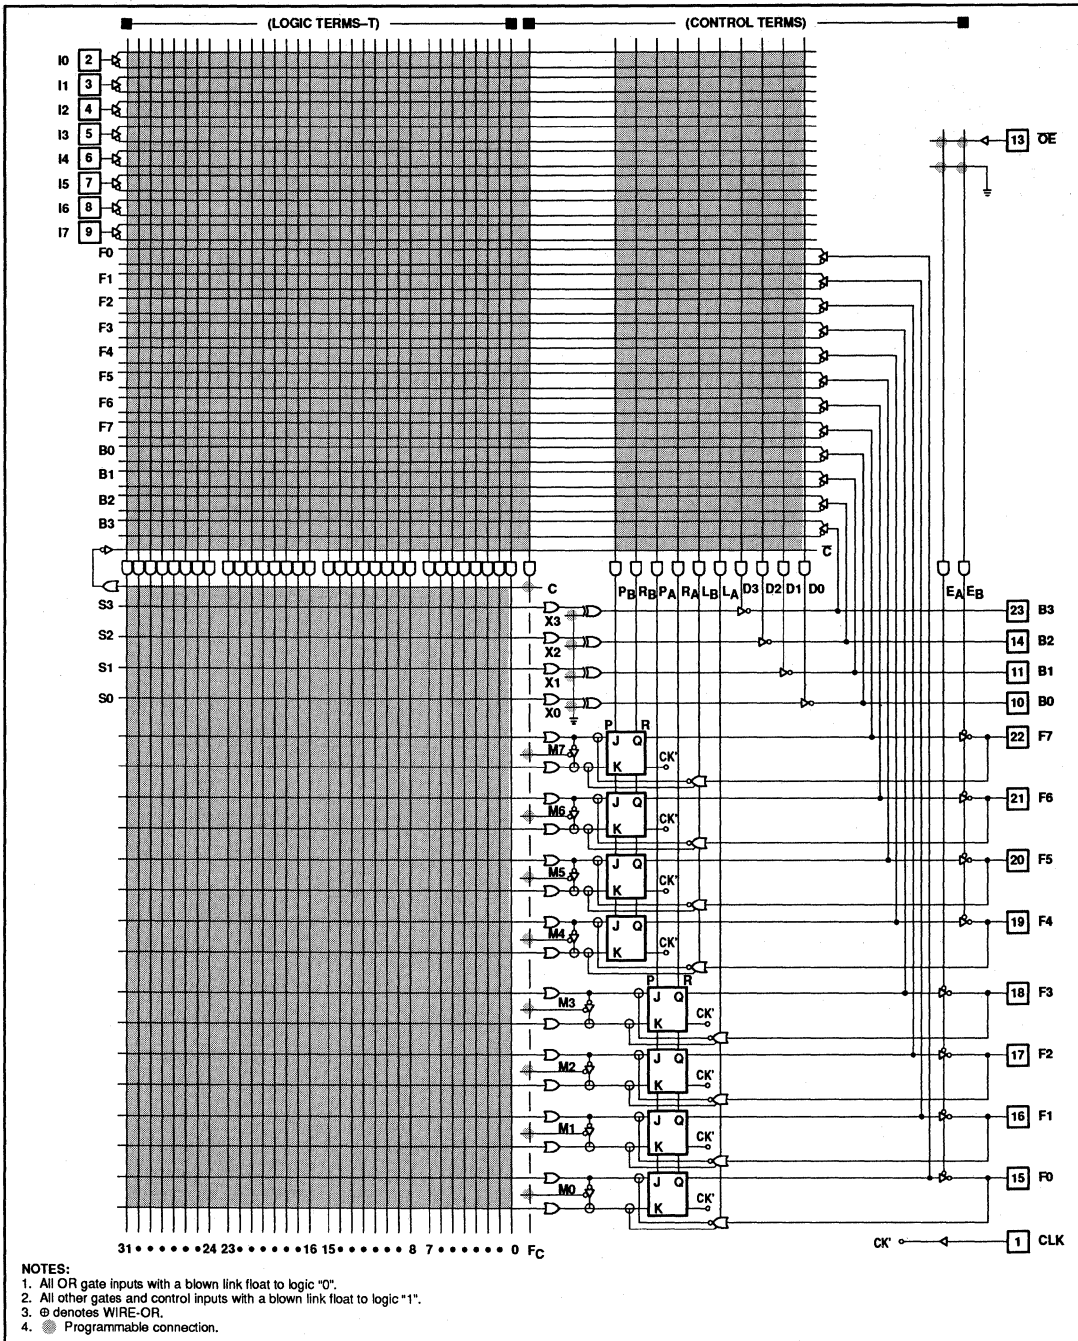 (LOGIC TERMS–T) (CONTROL TERMS)
I0 2
I1 3
I2 4
I3 5
13 OE
I4 6
I5 7
I6 8
I7 9
F0
F1
F2
F3
F4
F5
F6
F7
B0
B1
B2
B3
C
C
PB RB PA RA LB LA D3 D2 D1 D0 EA EB
S3 X3 23 B3
S2 X2 14 B2
S1 X1 11 B1
S0 X0 10 B0
P R
J Q 22 F7
M7 CK'
K
J Q 21 F6
M6 CK'
K
J Q 20 F5
M5 CK'
K
J Q 19 F4
M4 CK'
K
P R
J Q 18 F3
M3 CK'
K
J Q 17 F2
M2 CK'
K
J Q 16 F1
M1 CK'
K
J Q 15 F0
M0 CK'
K
31 • • • • • • 24 23 • • • • • • 16 15 • • • • • • 8 7 • • • • • • 0 FC
CK' 1 CLK
NOTES:
1. All OR gate inputs with a blown link float to logic "0".
2. All other gates and control inputs with a blown link float to logic "1".
3. ⊕ denotes WIRE-OR.
4. Programmable connection.